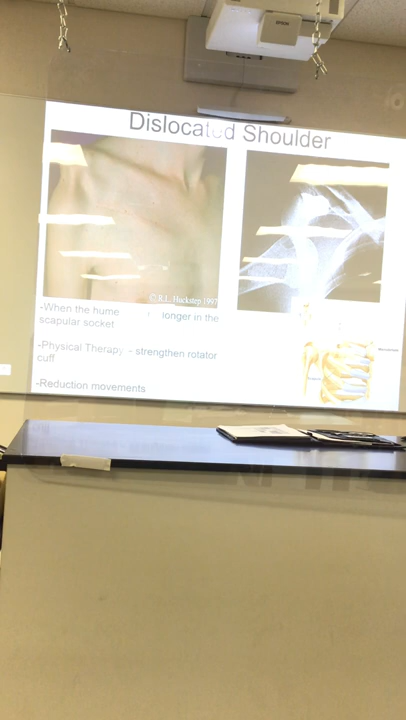 EPSON
Dislocated Shoulder
© R.L. Huckstep 1997
-When the hume longer in the
scapular socket
-Physical Therapy - strengthen rotator
cuff
-Reduction movements